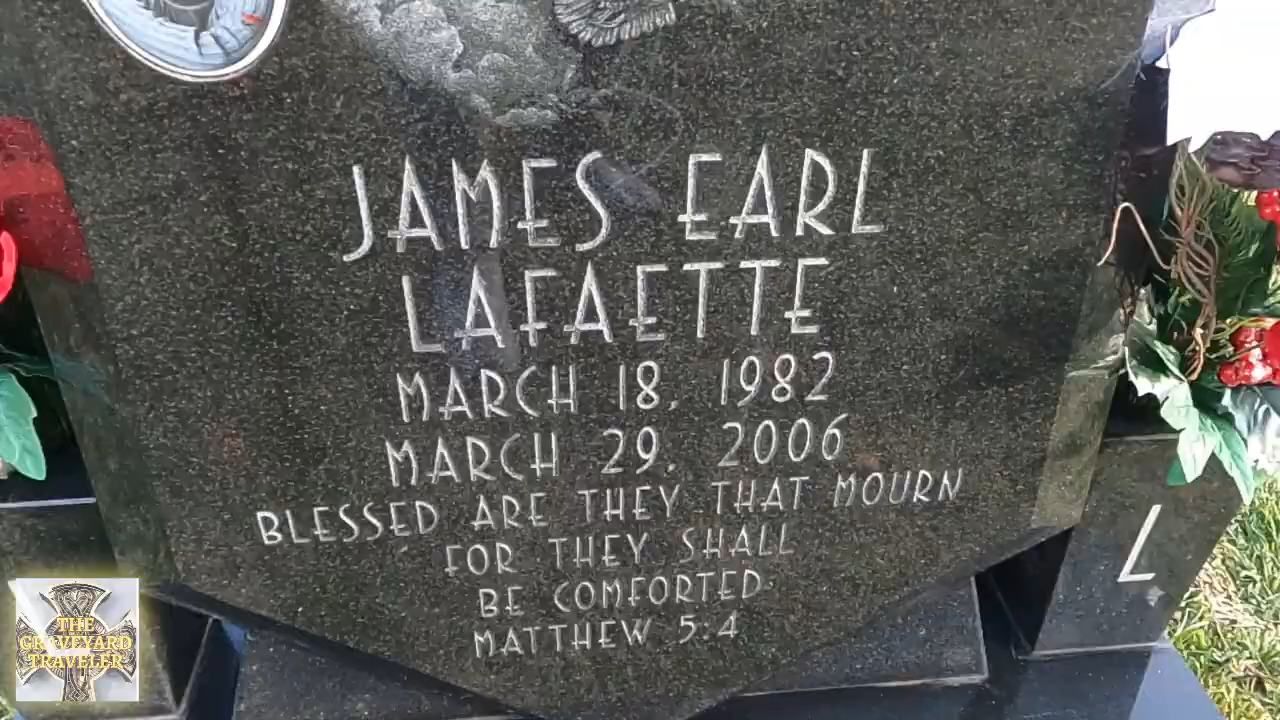 JAMES EARL
LAFAETTE
MARCH 18, 1982
MARCH 29, 2006
BLESSED ARE THEY THAT MOURN
FOR THEY SHALL
BE COMFORTED
MATTHEW 5:4
L
THE
GRAVEYARD
TRAVELER